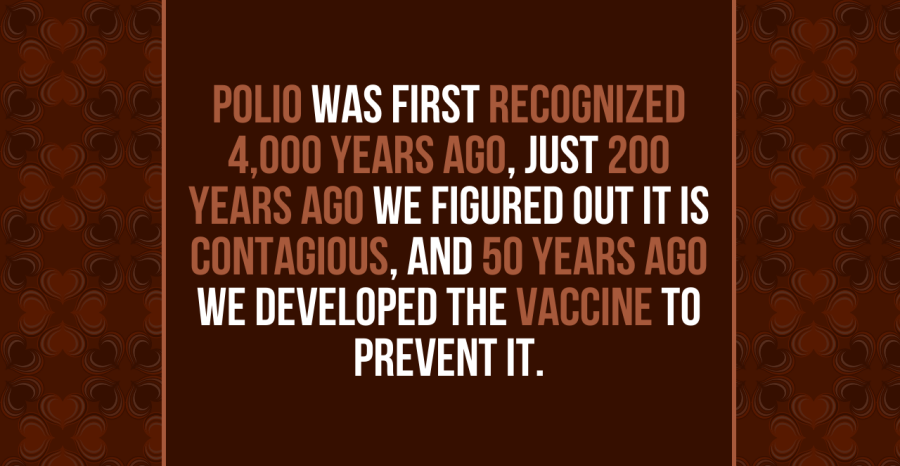 POLIO WAS FIRST RECOGNIZED
4,000 YEARS AGO, JUST 200
YEARS AGO WE FIGURED OUT IT IS
CONTAGIOUS, AND 50 YEARS AGO
WE DEVELOPED THE VACCINE TO
PREVENT IT.